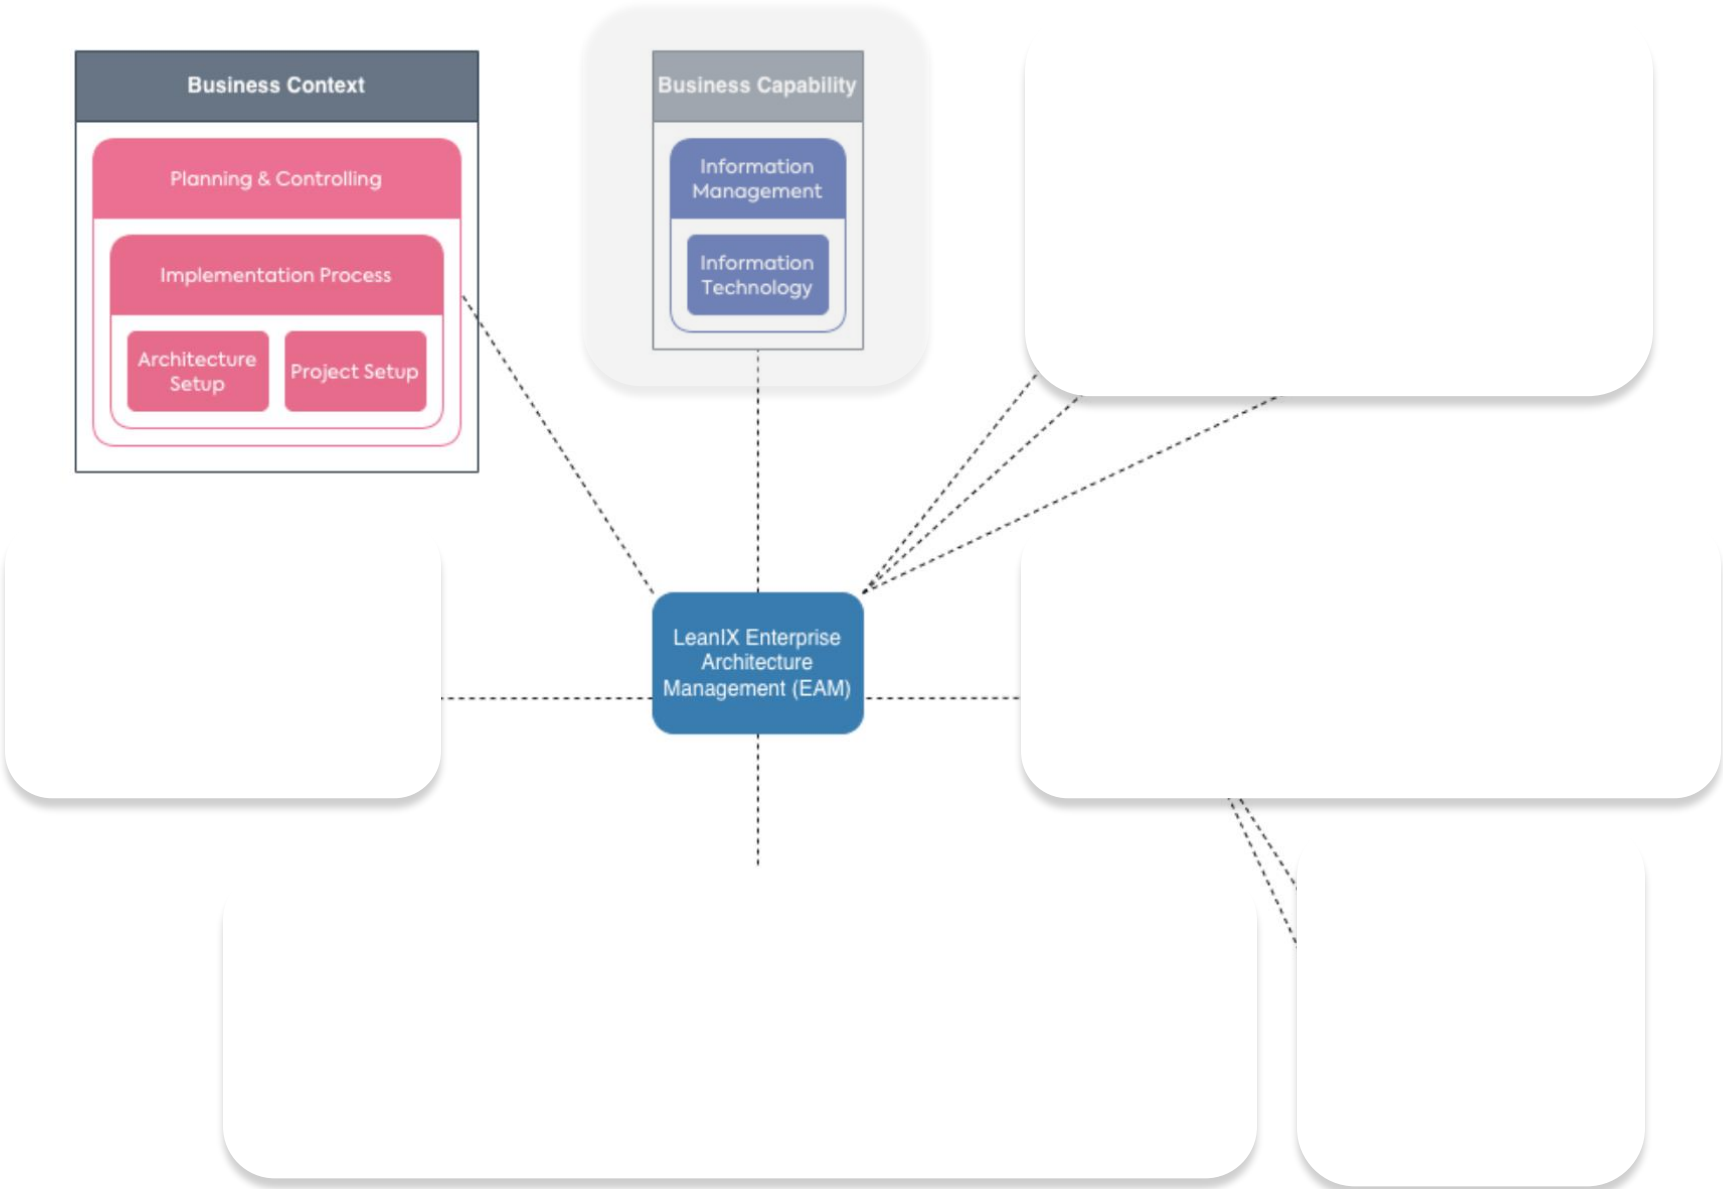 Business Context
Planning & Controlling
Implementation Process
Architecture
Setup
Project Setup
Business Capability
Information
Management
Information
Technology
LeanIX Enterprise
Architecture
Management (EAM)